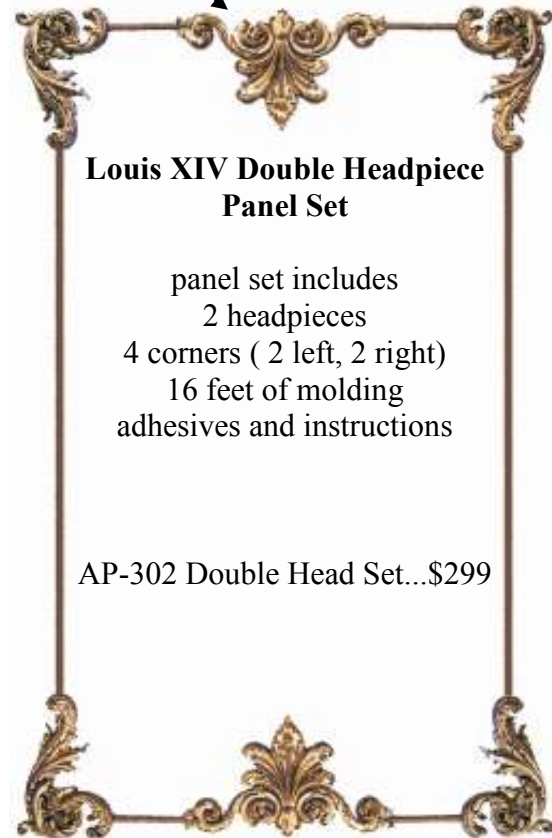 Louis XIV Double Headpiece
Panel Set
panel set includes
2 headpieces
4 corners ( 2 left, 2 right)
16 feet of molding
adhesives and instructions
AP-302 Double Head Set...$299